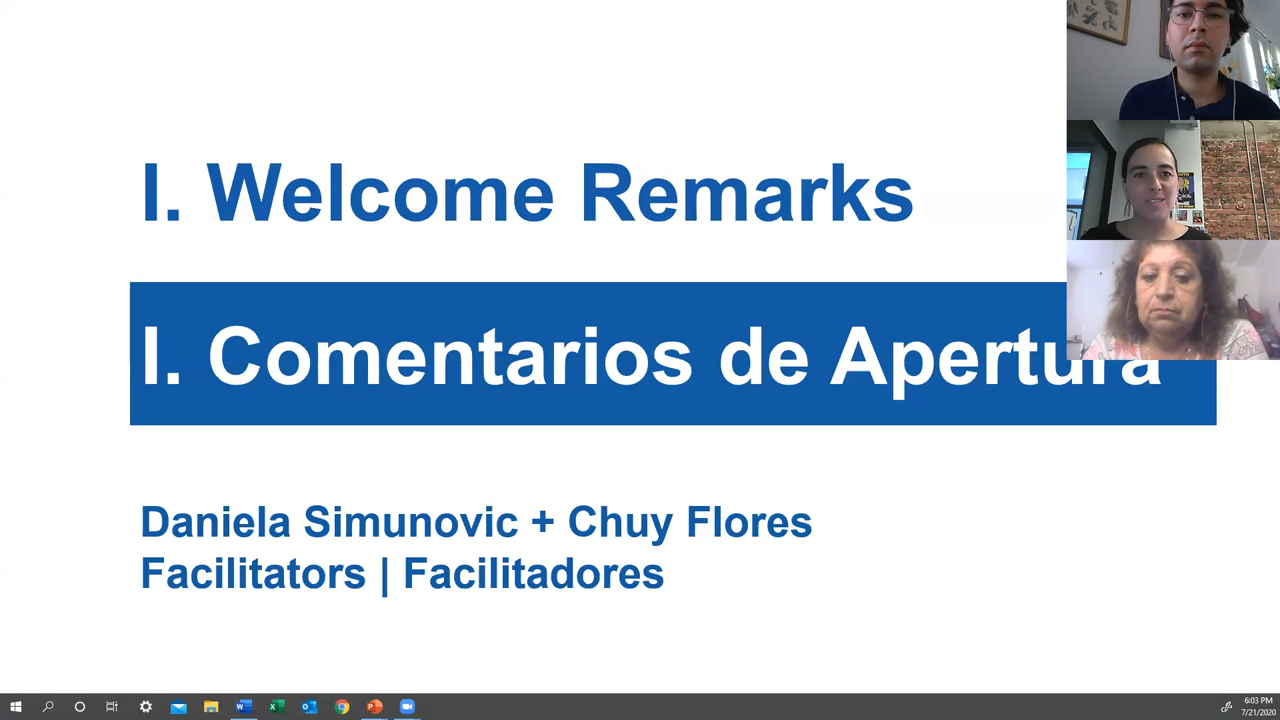 I. Welcome Remarks
I. Comentarios de Apertura
Daniela Simunovic + Chuy Flores
Facilitators | Facilitadores
6:03 PM
7/21/2020